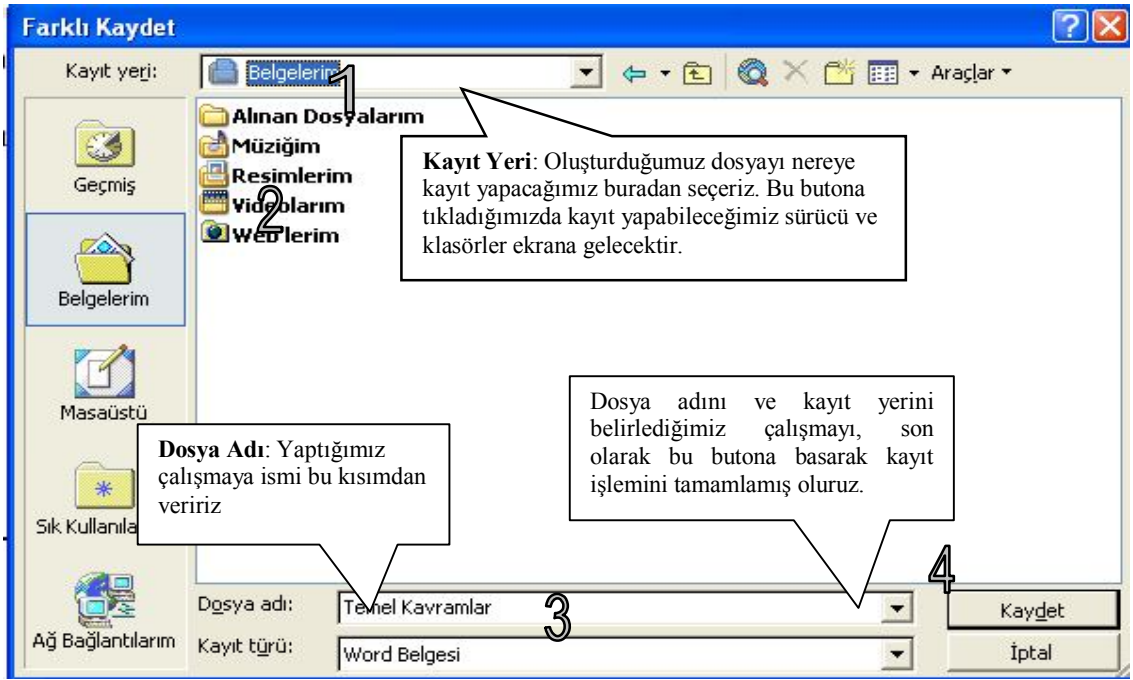 Farklı Kaydet
Kayıt yeri:
Belgelerim
Araçlar
1
Alınan Dosyalarım
Müziğim
Resimlerim
Videolarım
Web'lerim
2
Kayıt Yeri: Oluşturduğumuz dosyayı nereye
kayıt yapacağımız buradan seçeriz. Bu butona
tıkladığımızda kayıt yapabileceğimiz sürücü ve
klasörler ekrana gelecektir.
Geçmiş
Belgelerim
Masaüstü
Sık
Ağ Bağlantılarım
Dosya Adı: Yaptığımız
çalışmaya ismi bu kısımdan
veririz
Dosya adını ve kayıt yerini
belirlediğimiz çalışmayı, son
olarak bu butona basarak kayıt
işlemini tamamlamış oluruz.
Dosya adı:
Temel Kavramlar
3
4
Kaydet
Kayıt türü:
Word Belgesi
İptal